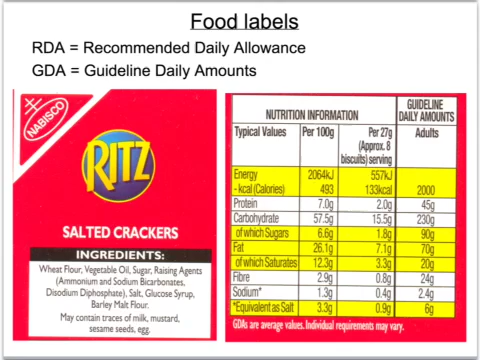 Food labels
RDA = Recommended Daily Allowance
GDA = Guideline Daily Amounts
NABISCO
RITZ
SALTED CRACKERS
INGREDIENTS:
Wheat Flour, Vegetable Oil, Sugar, Raising Agents
(Ammonium and Sodium Bicarbonates,
Disodium Diphosphate), Salt, Glucose Syrup,
Barley Malt Flour.
May contain traces of milk, mustard,
sesame seeds, egg.
NUTRITION INFORMATION GUIDELINE DAILY AMOUNTS
Typical Values Per 100g Per 27g (Approx. 8 biscuits) serving Adults
Energy 2064kJ 557kJ
- kcal (Calories) 493 133kcal 2000
Protein 7.0g 2.0g 45g
Carbohydrate 57.5g 15.5g 230g
of which Sugars 6.6g 1.8g 90g
Fat 26.1g 7.1g 70g
of which Saturates 12.3g 3.3g 20g
Fibre 2.9g 0.8g 24g
Sodium* 1.3g 0.4g 2.4g
*Equivalent as Salt 3.3g 0.9g 6g
GDAs are average values. Individual requirements may vary.